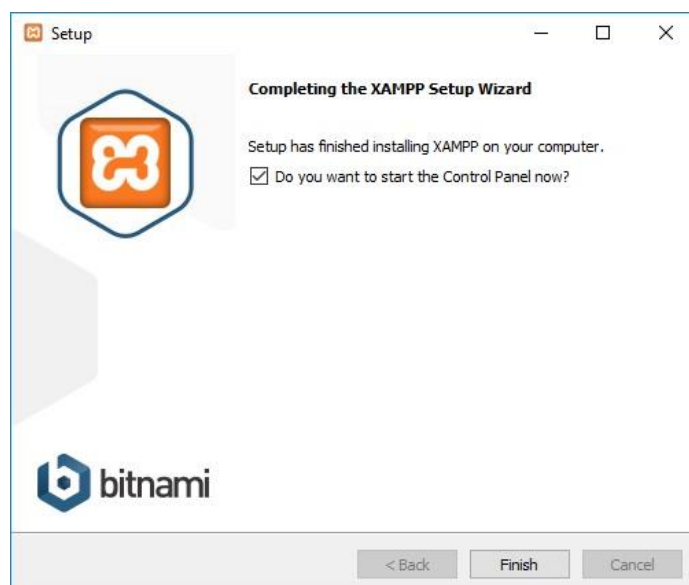 Setup
Completing the XAMPP Setup Wizard
Setup has finished installing XAMPP on your computer.
Do you want to start the Control Panel now?
bitnami
< Back
Finish
Cancel